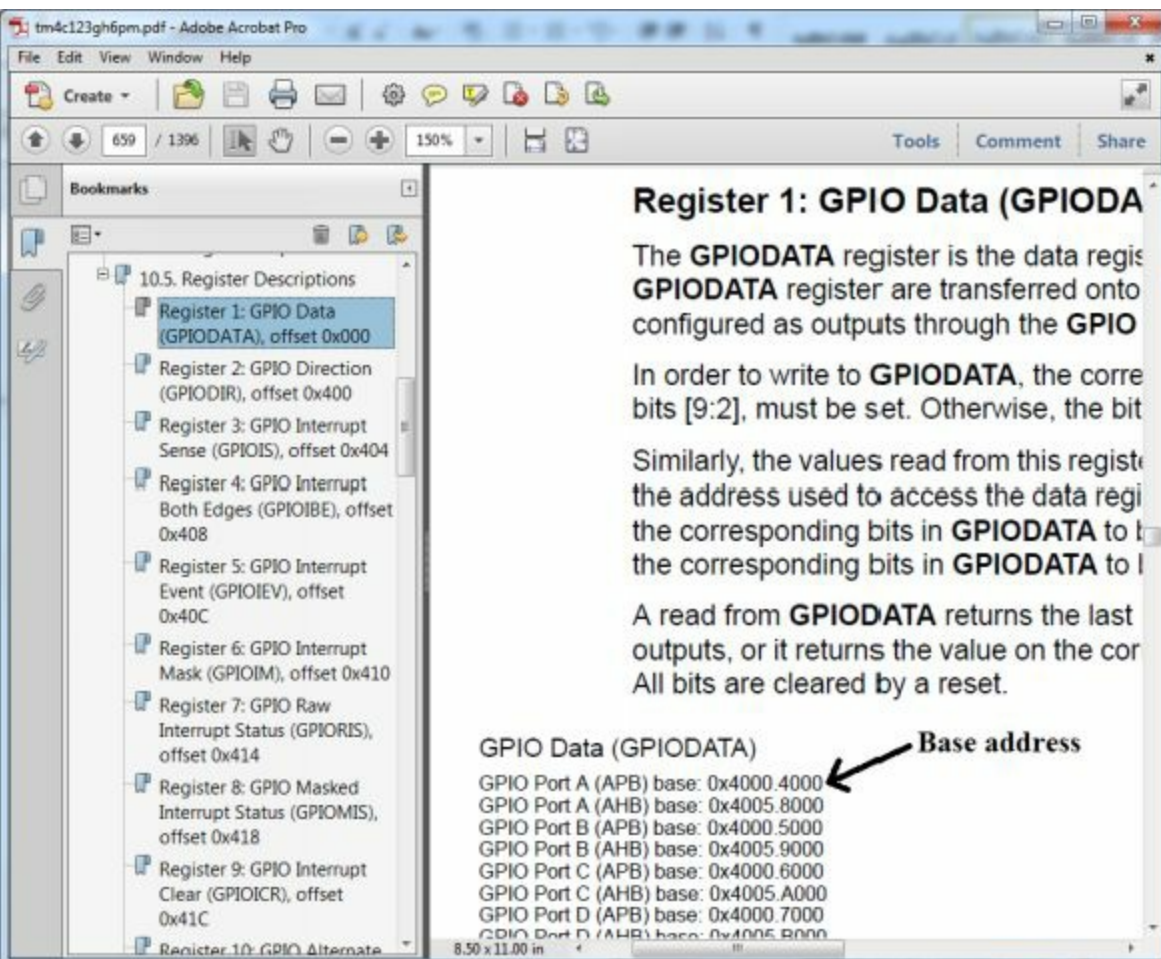 tm4c123gh6pm.pdf - Adobe Acrobat Pro
File Edit View Window Help
Create
659 / 1396 150% Tools Comment Share
Bookmarks
10.5. Register Descriptions
Register 1: GPIO Data
(GPIODATA), offset 0x000
Register 2: GPIO Direction
(GPIODIR), offset 0x400
Register 3: GPIO Interrupt
Sense (GPIOIS), offset 0x404
Register 4: GPIO Interrupt
Both Edges (GPIOIBE), offset
0x408
Register 5: GPIO Interrupt
Event (GPIOIEV), offset
0x40C
Register 6: GPIO Interrupt
Mask (GPIOIM), offset 0x410
Register 7: GPIO Raw
Interrupt Status (GPIORIS),
offset 0x414
Register 8: GPIO Masked
Interrupt Status (GPIOMIS),
offset 0x418
Register 9: GPIO Interrupt
Clear (GPIOICR), offset
0x41C
Register 10: GPIO Alternate
Register 1: GPIO Data (GPIODA
The GPIODATA register is the data regis
GPIODATA register are transferred onto
configured as outputs through the GPIO
In order to write to GPIODATA, the corre
bits [9:2], must be set. Otherwise, the bit
Similarly, the values read from this registe
the address used to access the data regi
the corresponding bits in GPIODATA to
the corresponding bits in GPIODATA to
A read from GPIODATA returns the last
outputs, or it returns the value on the cor
All bits are cleared by a reset.
GPIO Data (GPIODATA)
Base address
GPIO Port A (APB) base: 0x4000.4000
GPIO Port A (AHB) base: 0x4005.8000
GPIO Port B (APB) base: 0x4000.5000
GPIO Port B (AHB) base: 0x4005.9000
GPIO Port C (APB) base: 0x4000.6000
GPIO Port C (AHB) base: 0x4005.A000
GPIO Port D (APB) base: 0x4000.7000
GPIO Port D (AHB) base: 0x4005.B000
8.50 x 11.00 in